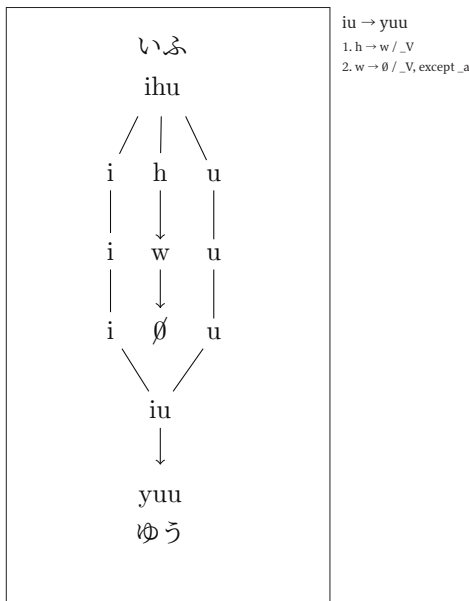 いふ
ihu
i h u
i w u
i ∅ u
iu
yuu
ゆう
iu → yuu
1. h → w / _V
2. w → ∅ / _V, except _a